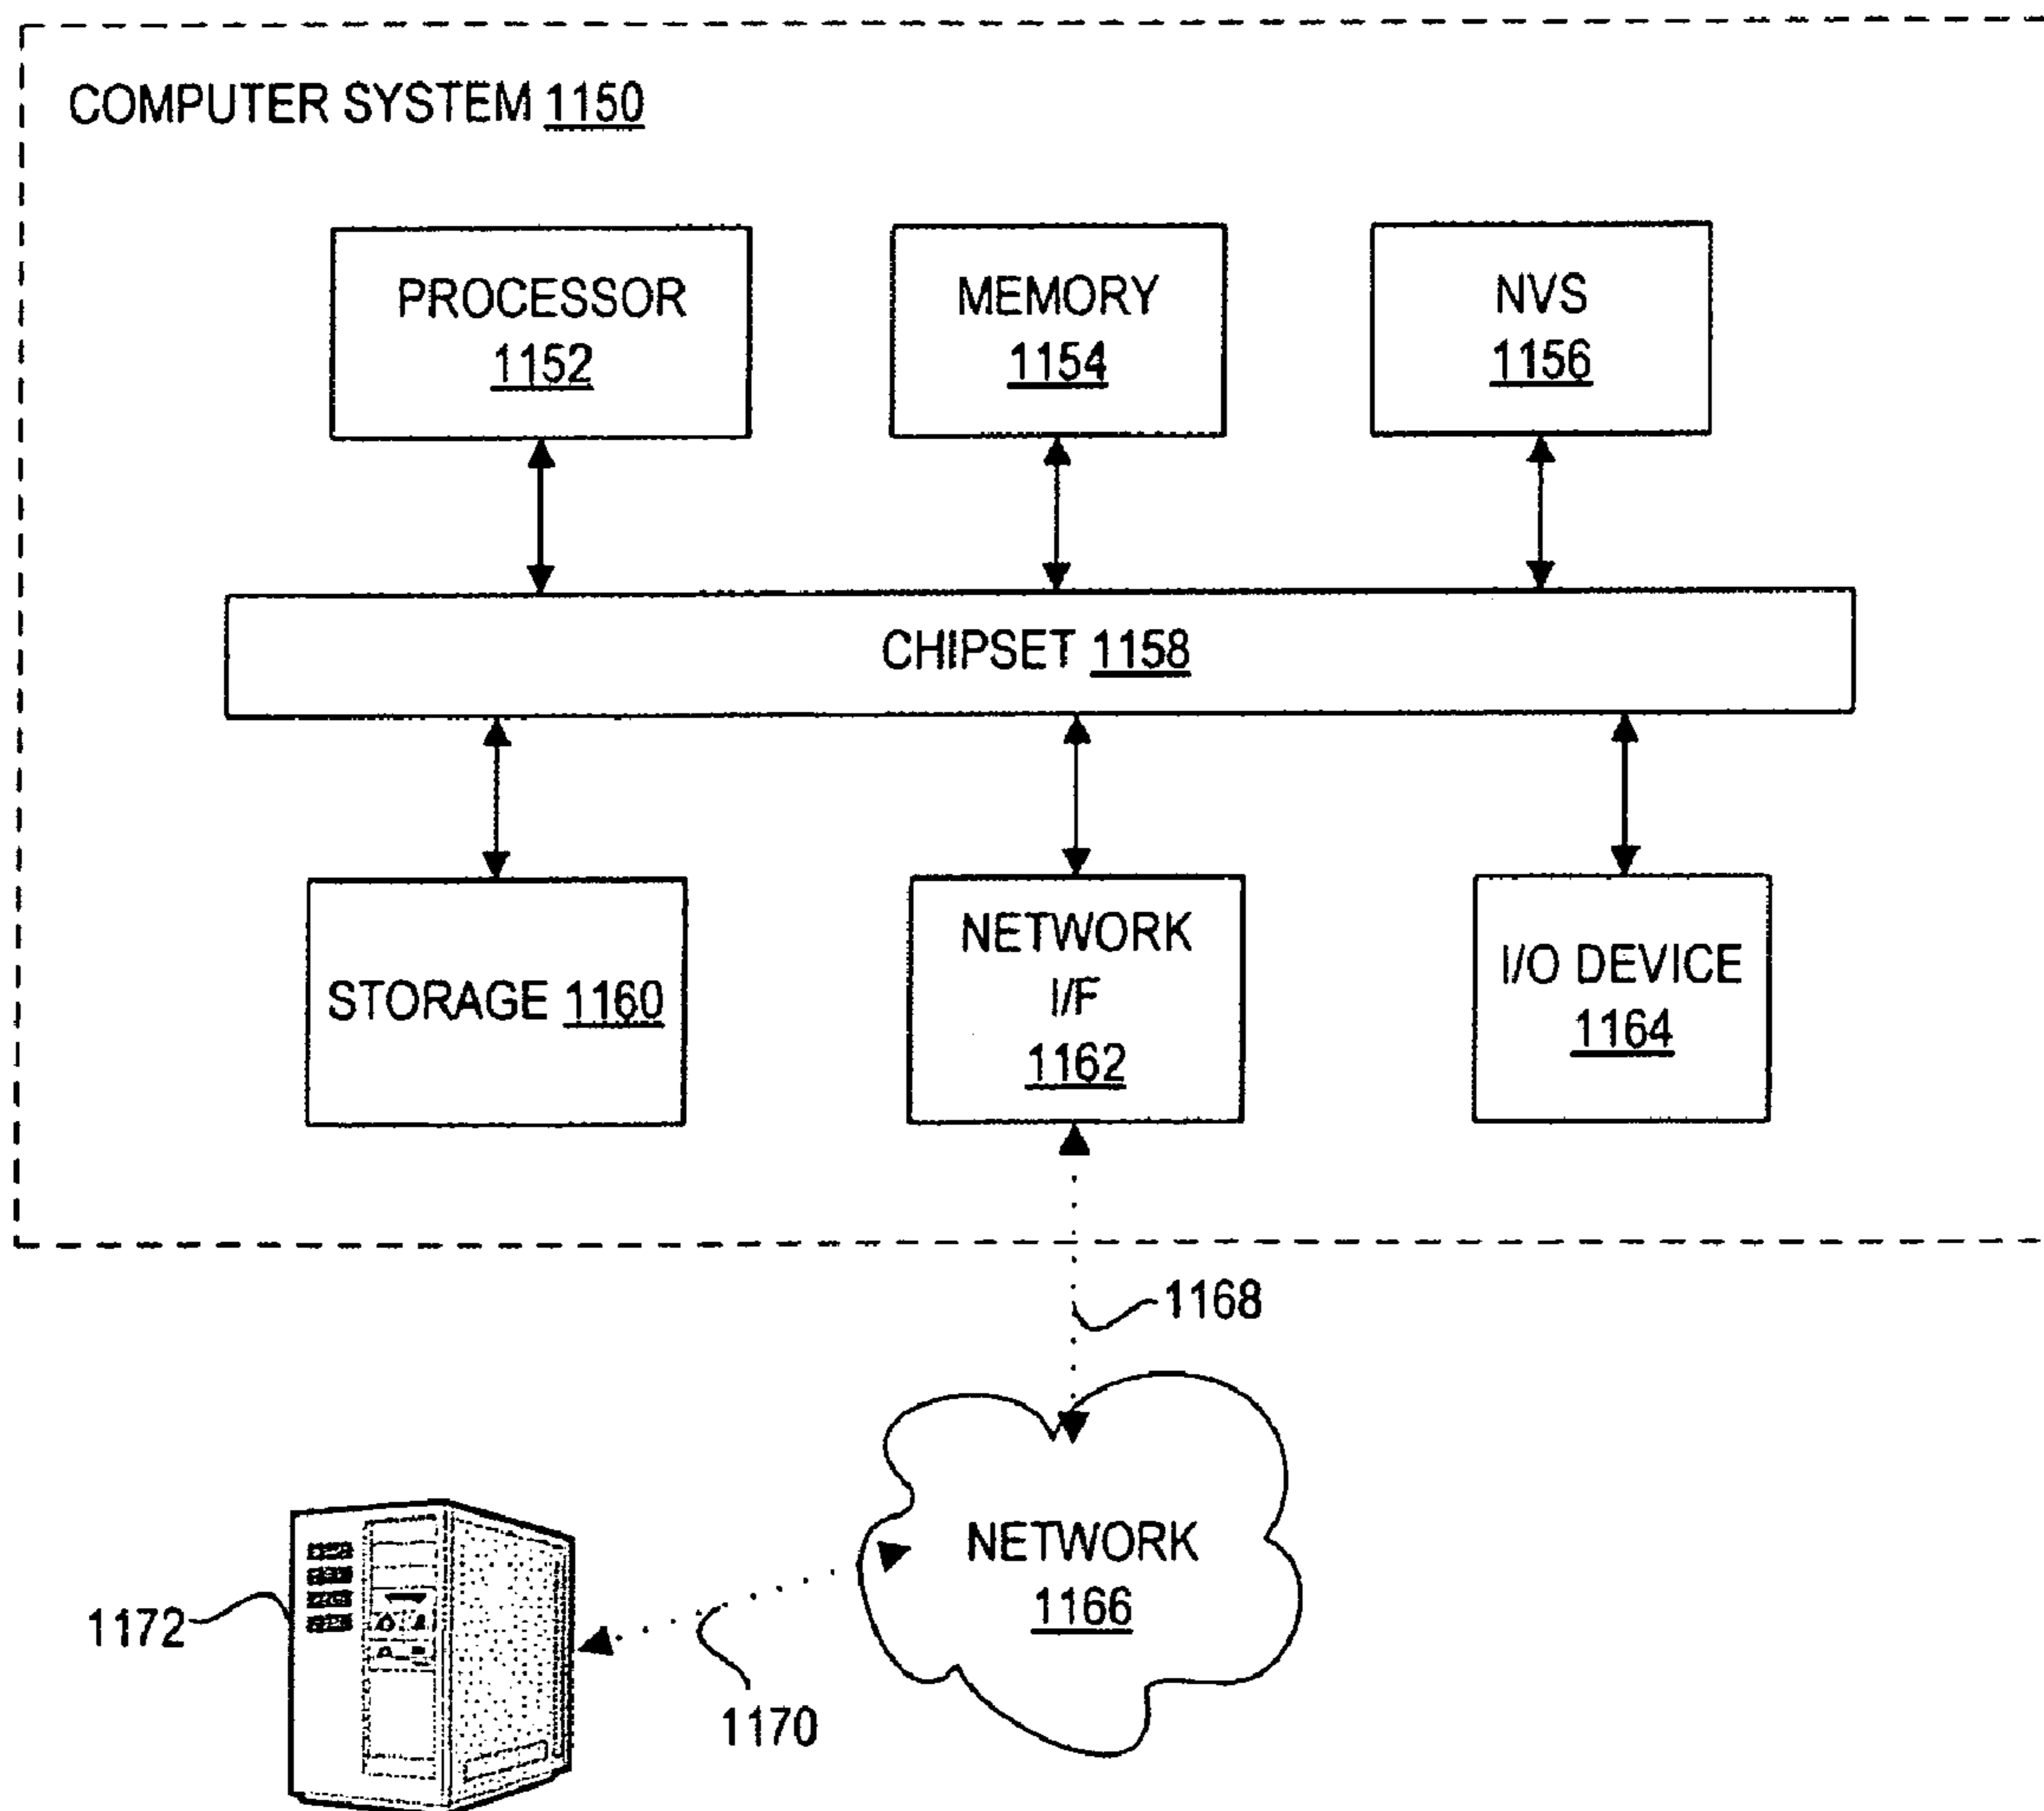 COMPUTER SYSTEM 1150
PROCESSOR
1152
MEMORY
1154
NVS
1156
CHIPSET 1158
STORAGE 1160
NETWORK
I/F
1162
I/O DEVICE
1164
1168
NETWORK
1166
1172
1170